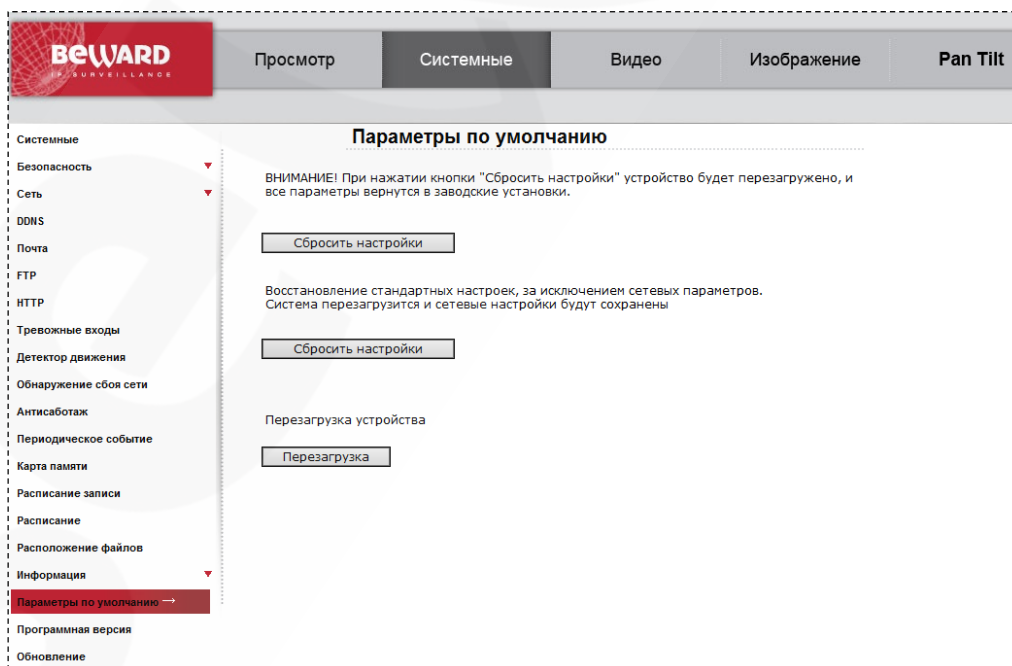 BEWARD
IP SURVEILLANCE
Просмотр
Системные
Видео
Изображение
Pan Tilt
Системные
Безопасность
Сеть
DDNS
Почта
FTP
HTTP
Тревожные входы
Детектор движения
Обнаружение сбоя сети
Антисаботаж
Периодическое событие
Карта памяти
Расписание записи
Расписание
Расположение файлов
Информация
Параметры по умолчанию →
Программная версия
Обновление
Параметры по умолчанию
ВНИМАНИЕ! При нажатии кнопки "Сбросить настройки" устройство будет перезагружено, и
все параметры вернутся в заводские установки.
Сбросить настройки
Восстановление стандартных настроек, за исключением сетевых параметров.
Система перезагрузится и сетевые настройки будут сохранены
Сбросить настройки
Перезагрузка устройства
Перезагрузка